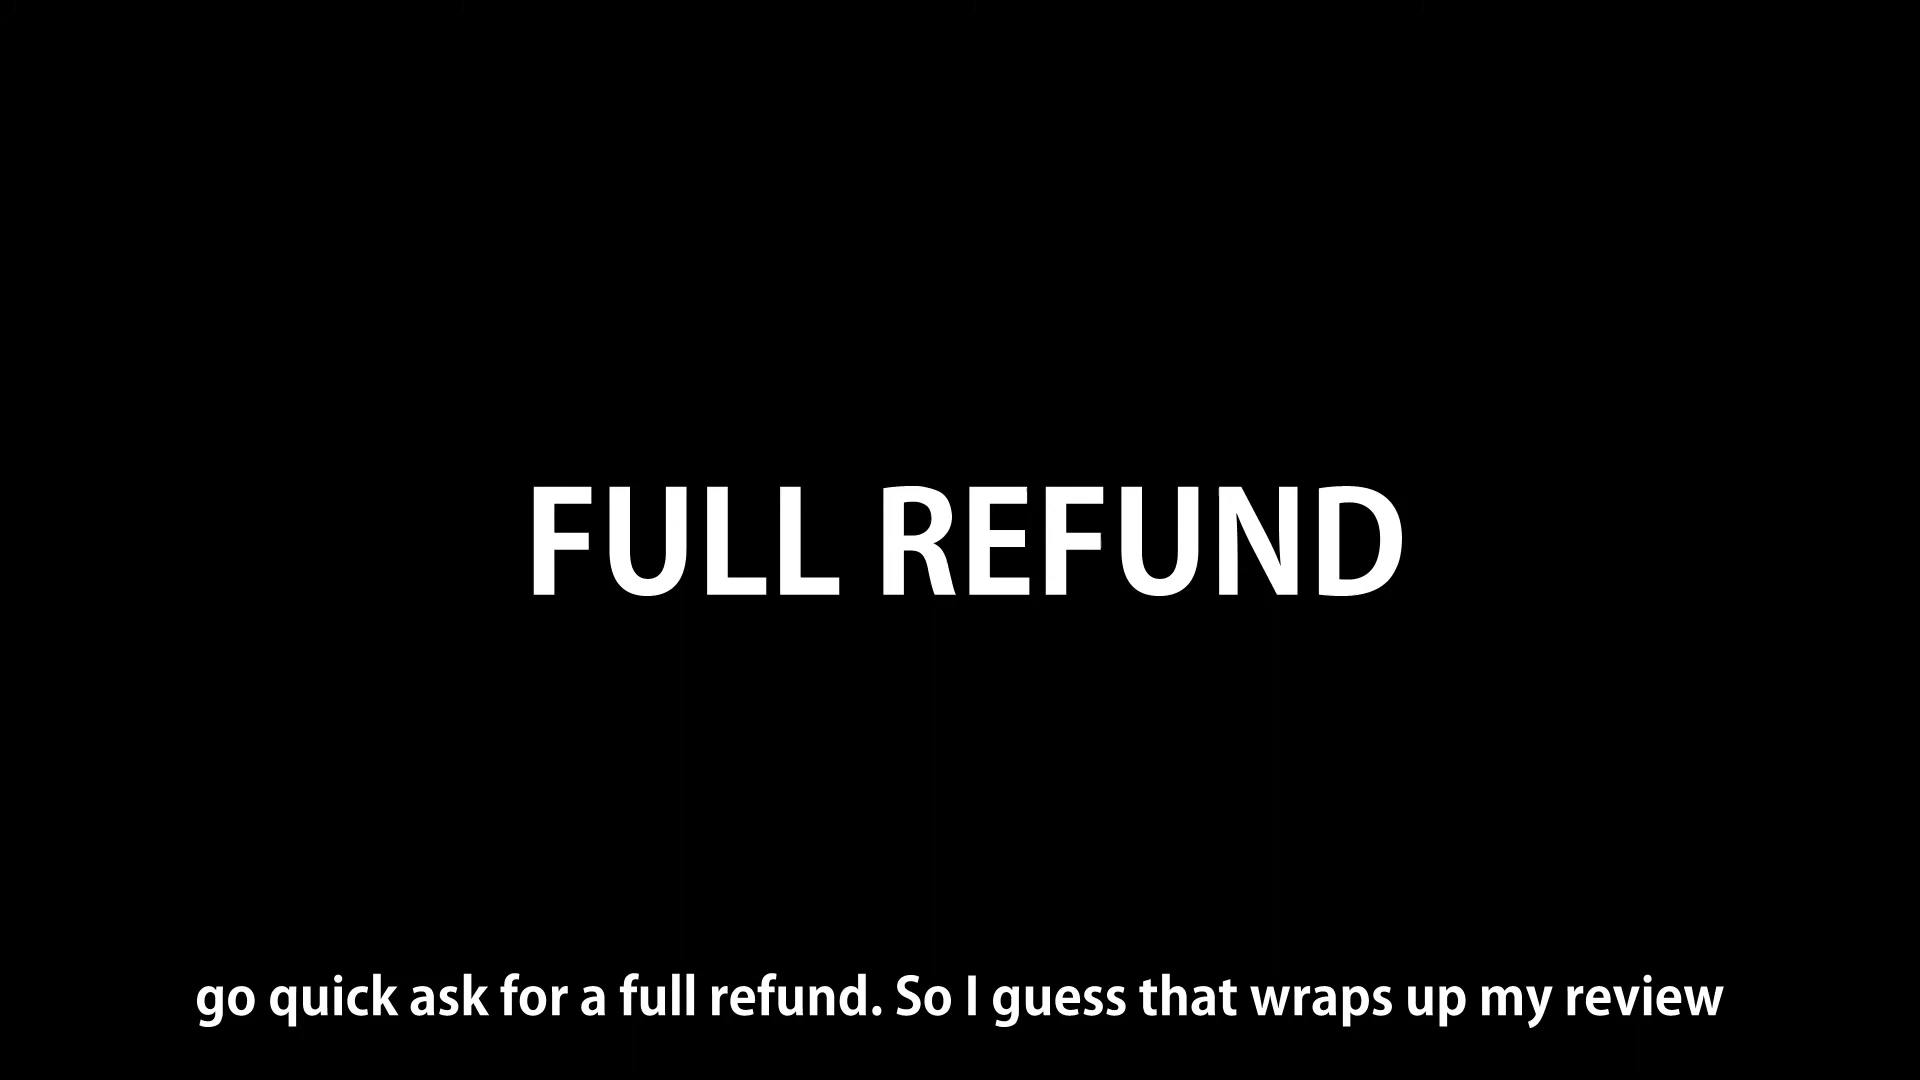 FULL REFUND
go quick ask for a full refund. So I guess that wraps up my review